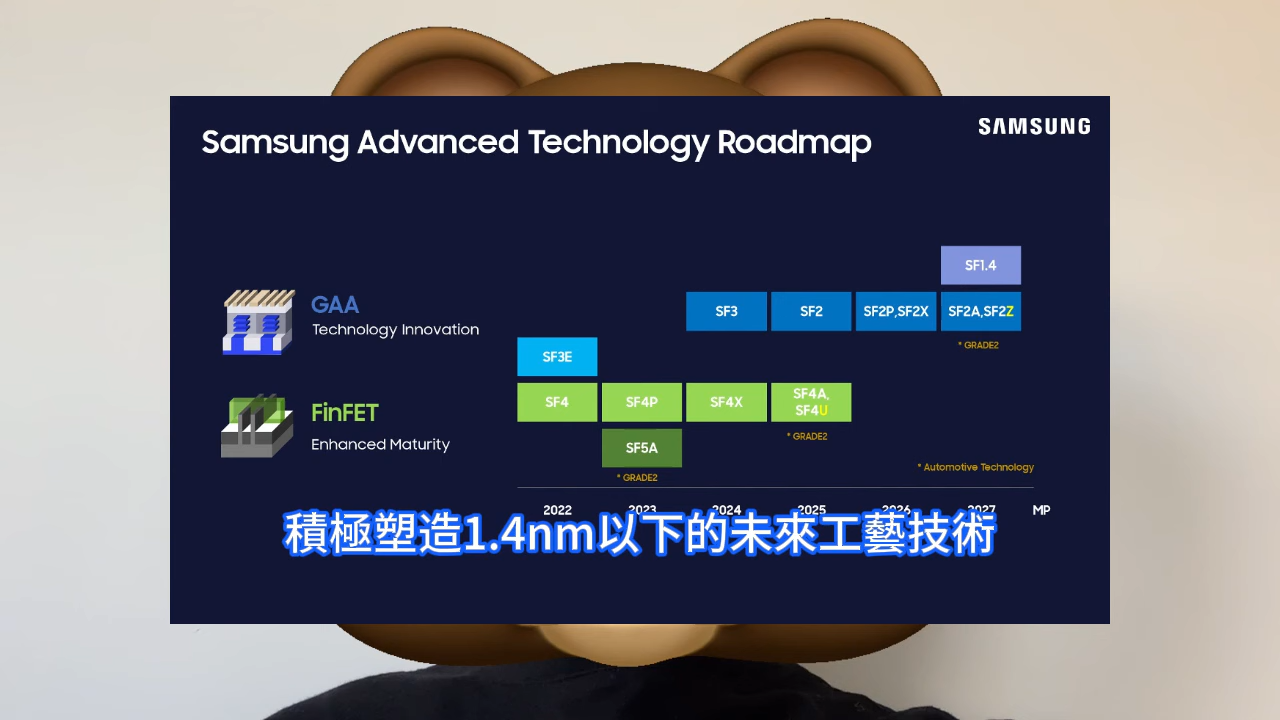 Samsung Advanced Technology Roadmap
SAMSUNG
SF1.4
GAA
Technology Innovation
SF3
SF2
SF2P,SF2X
SF2A,SF2Z
* GRADE2
SF3E
FinFET
Enhanced Maturity
SF4
SF4P
SF4X
SF4A,
SF4U
* GRADE2
SF5A
* GRADE2
* Automotive Technology
2022
2023
2024
2025
2026
2027
MP
積極塑造1.4nm以下的未來工藝技術